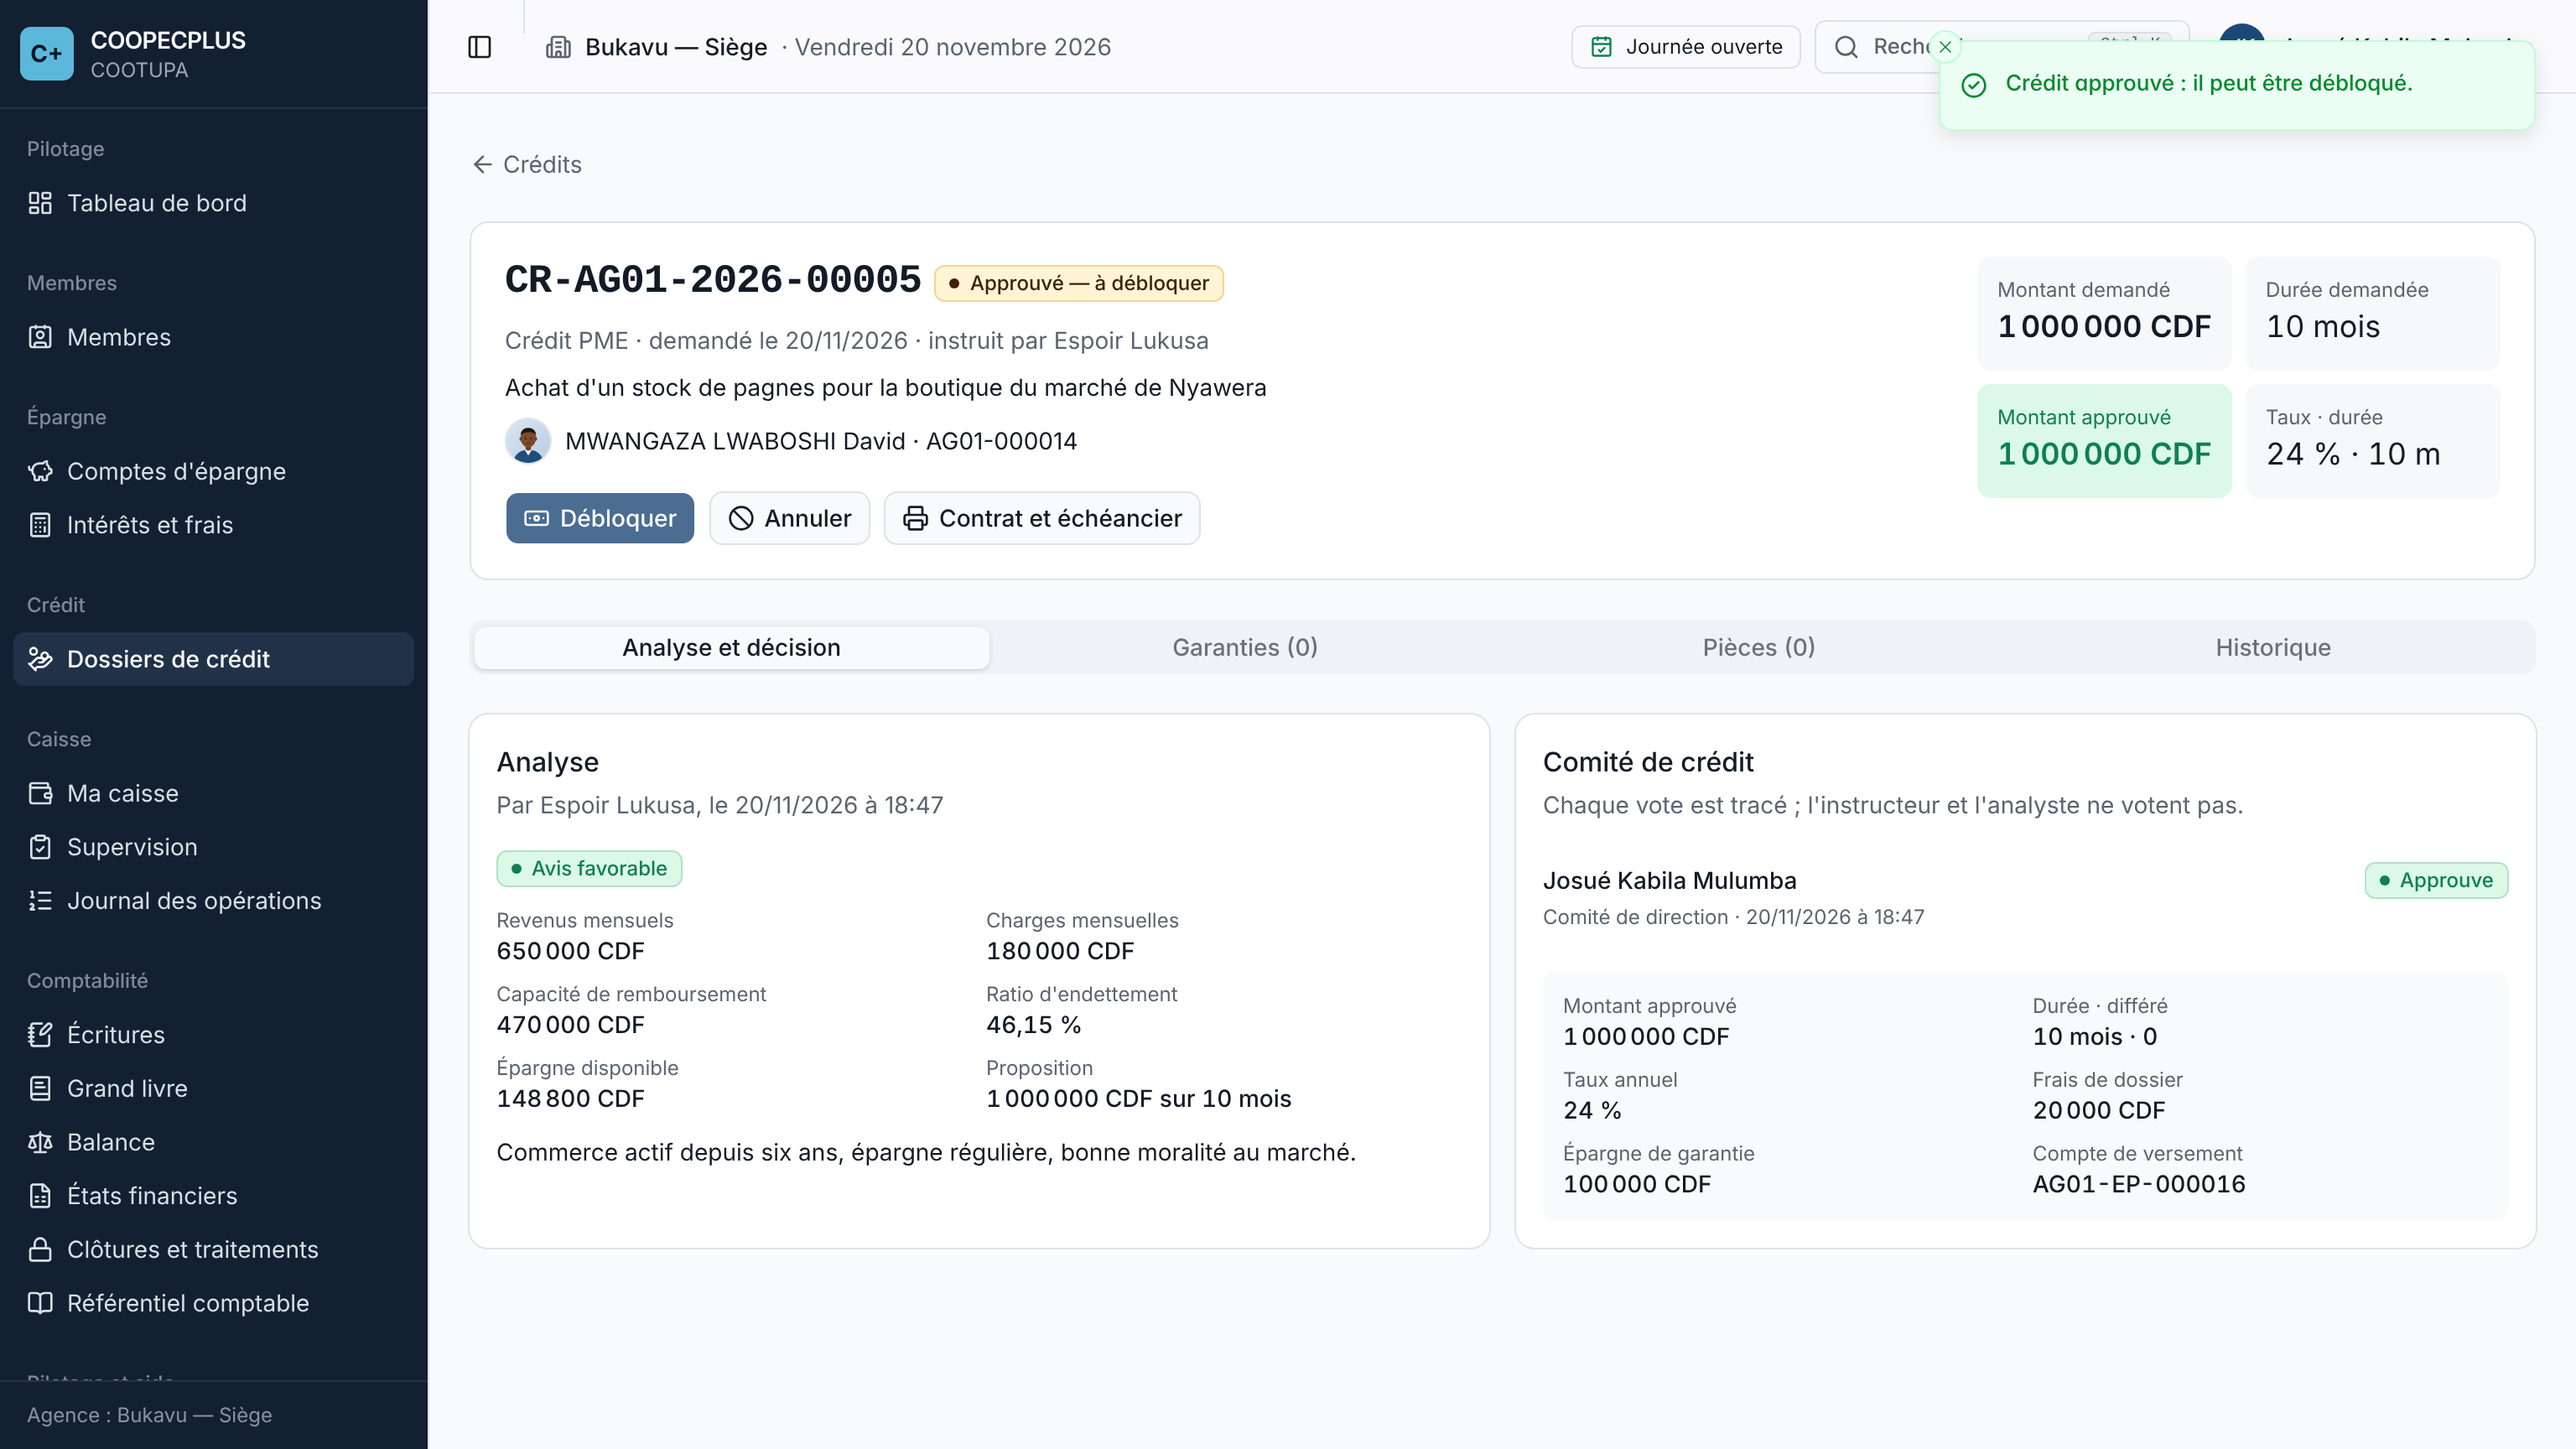 C+
COOPECPLUS
COOTUPA
Pilotage
Tableau de bord
Membres
Membres
Épargne
Comptes d'épargne
Intérêts et frais
Crédit
Dossiers de crédit
Caisse
Ma caisse
Supervision
Journal des opérations
Comptabilité
Écritures
Grand livre
Balance
États financiers
Clôtures et traitements
Référentiel comptable
Agence : Bukavu — Siège
Bukavu — Siège · Vendredi 20 novembre 2026
Journée ouverte
Crédit approuvé : il peut être débloqué.
Crédits
CR-AG01-2026-00005
Approuvé — à débloquer
Crédit PME · demandé le 20/11/2026 · instruit par Espoir Lukusa
Achat d'un stock de pagnes pour la boutique du marché de Nyawera
MWANGAZA LWABOSHI David · AG01-000014
Débloquer
Annuler
Contrat et échéancier
Montant demandé
1 000 000 CDF
Durée demandée
10 mois
Montant approuvé
1 000 000 CDF
Taux · durée
24 % · 10 m
Analyse et décision
Garanties (0)
Pièces (0)
Historique
Analyse
Par Espoir Lukusa, le 20/11/2026 à 18:47
Avis favorable
Revenus mensuels
650 000 CDF
Charges mensuelles
180 000 CDF
Capacité de remboursement
470 000 CDF
Ratio d'endettement
46,15 %
Épargne disponible
148 800 CDF
Proposition
1 000 000 CDF sur 10 mois
Commerce actif depuis six ans, épargne régulière, bonne moralité au marché.
Comité de crédit
Chaque vote est tracé ; l'instructeur et l'analyste ne votent pas.
Josué Kabila Mulumba
Approuve
Comité de direction · 20/11/2026 à 18:47
Montant approuvé
1 000 000 CDF
Durée · différé
10 mois · 0
Taux annuel
24 %
Frais de dossier
20 000 CDF
Épargne de garantie
100 000 CDF
Compte de versement
AG01-EP-000016